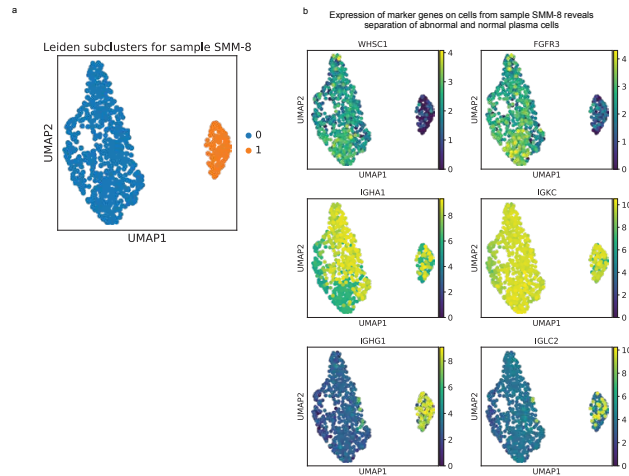 a
Leiden subclusters for sample SMM-8
UMAP2
0
1
UMAP1
b
Expression of marker genes on cells from sample SMM-8 reveals
separation of abnormal and normal plasma cells
WHSC1
UMAP2
UMAP1
4
3
2
1
0
FGFR3
UMAP2
UMAP1
4
3
2
1
0
IGHA1
UMAP2
UMAP1
8
6
4
2
0
IGKC
UMAP2
UMAP1
10
8
6
4
2
0
IGHG1
UMAP2
UMAP1
8
6
4
2
0
IGLC2
UMAP2
UMAP1
10
8
6
4
2
0